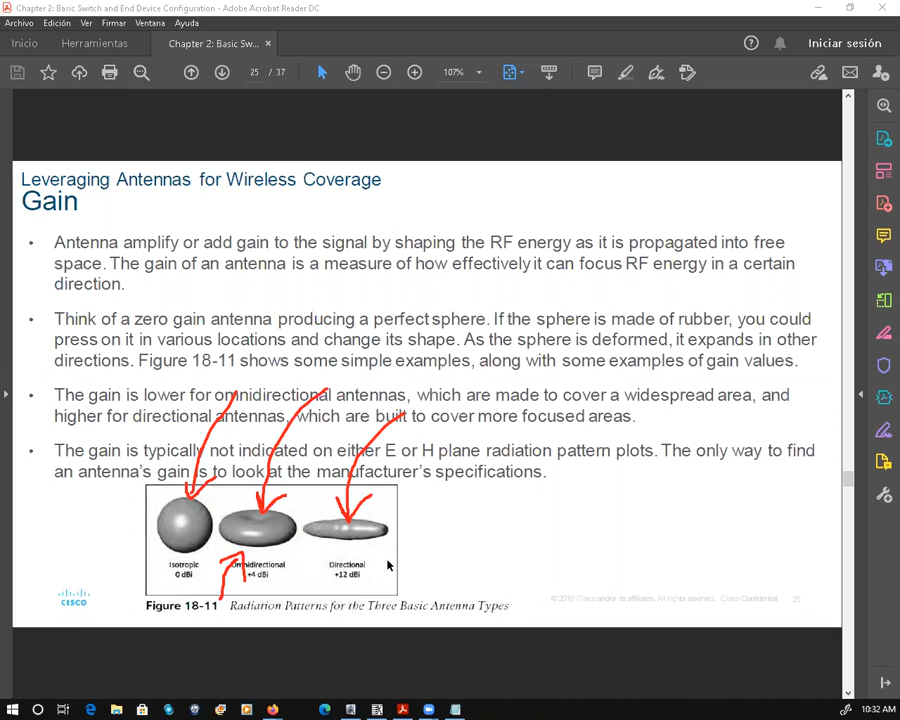 Chapter 2: Basic Switch and End Device Configuration - Adobe Acrobat Reader DC
Archivo Edición Ver Firmar Ventana Ayuda
Inicio Herramientas Chapter 2: Basic Sw... × Iniciar sesión
25 / 37 107%
Leveraging Antennas for Wireless Coverage
Gain
• Antenna amplify or add gain to the signal by shaping the RF energy as it is propagated into free
space. The gain of an antenna is a measure of how effectively it can focus RF energy in a certain
direction.
• Think of a zero gain antenna producing a perfect sphere. If the sphere is made of rubber, you could
press on it in various locations and change its shape. As the sphere is deformed, it expands in other
directions. Figure 18-11 shows some simple examples, along with some examples of gain values.
• The gain is lower for omnidirectional antennas, which are made to cover a widespread area, and
higher for directional antennas, which are built to cover more focused areas.
• The gain is typically not indicated on either E or H plane radiation pattern plots. The only way to find
an antenna's gain is to look at the manufacturer's specifications.
Isotropic Omnidirectional Directional
0 dBi +4 dBi +12 dBi
CISCO
Figure 18-11 Radiation Patterns for the Three Basic Antenna Types
Cisco and/or its affiliates. All rights reserved. Cisco Confidential 25
10:32 AM